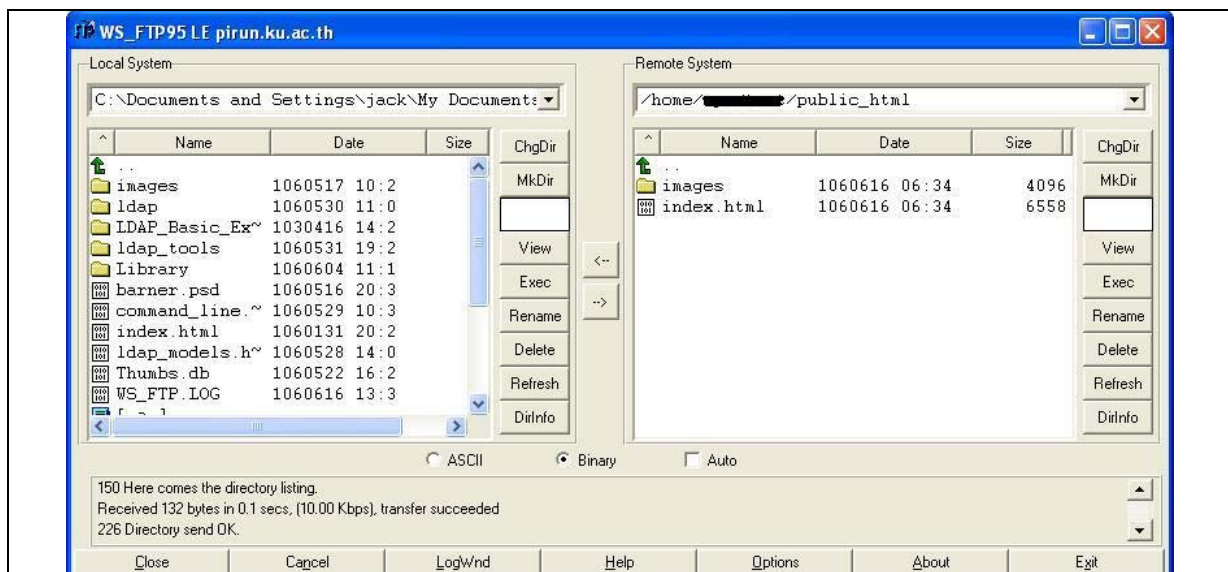 WS_FTP95 LE pirun.ku.ac.th
Local System
C:\Documents and Settings\jack\My Document
^ Name Date Size
..
images 1060517 10:2
ldap 1060530 11:0
LDAP_Basic_Ex~ 1030416 14:2
ldap_tools 1060531 19:2
Library 1060604 11:1
barner.psd 1060516 20:3
command_line.~ 1060529 10:3
index.html 1060131 20:2
ldap_models.h~ 1060528 14:0
Thumbs.db 1060522 16:2
WS_FTP.LOG 1060616 13:3
ChgDir
MkDir
View
Exec
Rename
Delete
Refresh
DirInfo
<--
-->
Remote System
/home/ /public_html
^ Name Date Size
..
images 1060616 06:34 4096
index.html 1060616 06:34 6558
ChgDir
MkDir
View
Exec
Rename
Delete
Refresh
DirInfo
ASCII Binary Auto
150 Here comes the directory listing.
Received 132 bytes in 0.1 secs, (10.00 Kbps), transfer succeeded
226 Directory send OK.
Close Cancel LogWnd Help Options About Exit